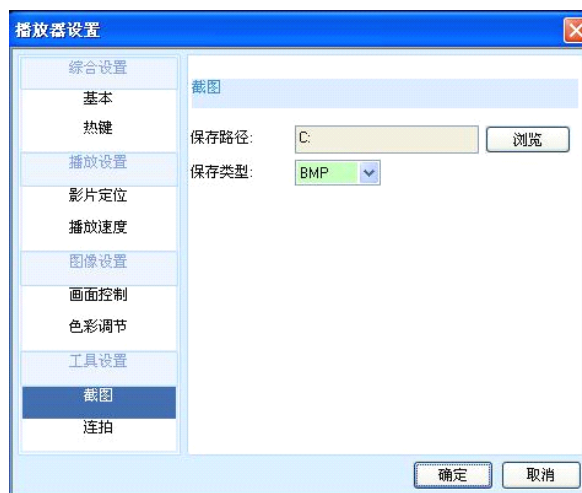 播放器设置
综合设置
基本
热键
播放设置
影片定位
播放速度
图像设置
画面控制
色彩调节
工具设置
截图
连拍
截图
保存路径: C: 浏览
保存类型: BMP
确定 取消